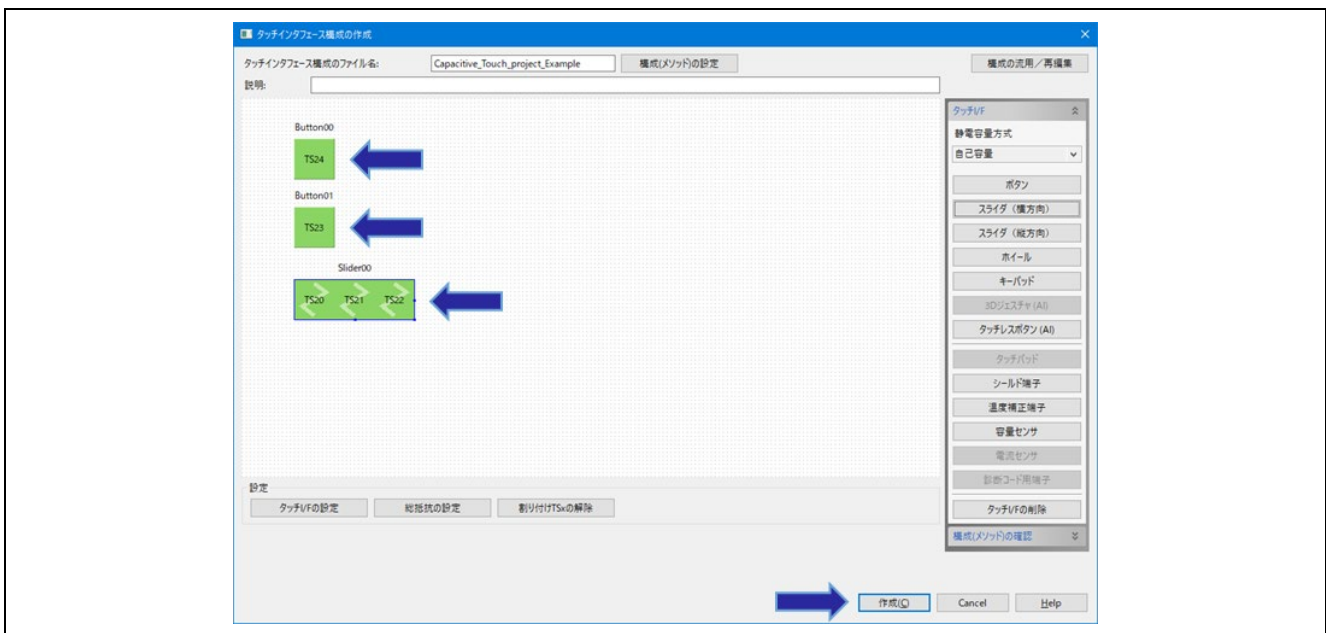 タッチインタフェース構成の作成
タッチインタフェース構成のファイル名: Capacitive_Touch_project_Example 構成(メソッド)の設定 構成の流用/再編集
説明:
Button00
TS24
Button01
TS23
Slider00
TS20 TS21 TS22
タッチI/F
静電容量方式
自己容量
ボタン
スライダ（横方向）
スライダ（縦方向）
ホイール
キーパッド
3Dジェスチャ (AI)
タッチレスボタン (AI)
タッチパッド
シールド端子
温度補正端子
容量センサ
電流センサ
診断コード用端子
タッチI/Fの削除
構成(メソッド)の確認
設定
タッチI/Fの設定 総抵抗の設定 割り付けTSxの解除
作成(C) Cancel Help